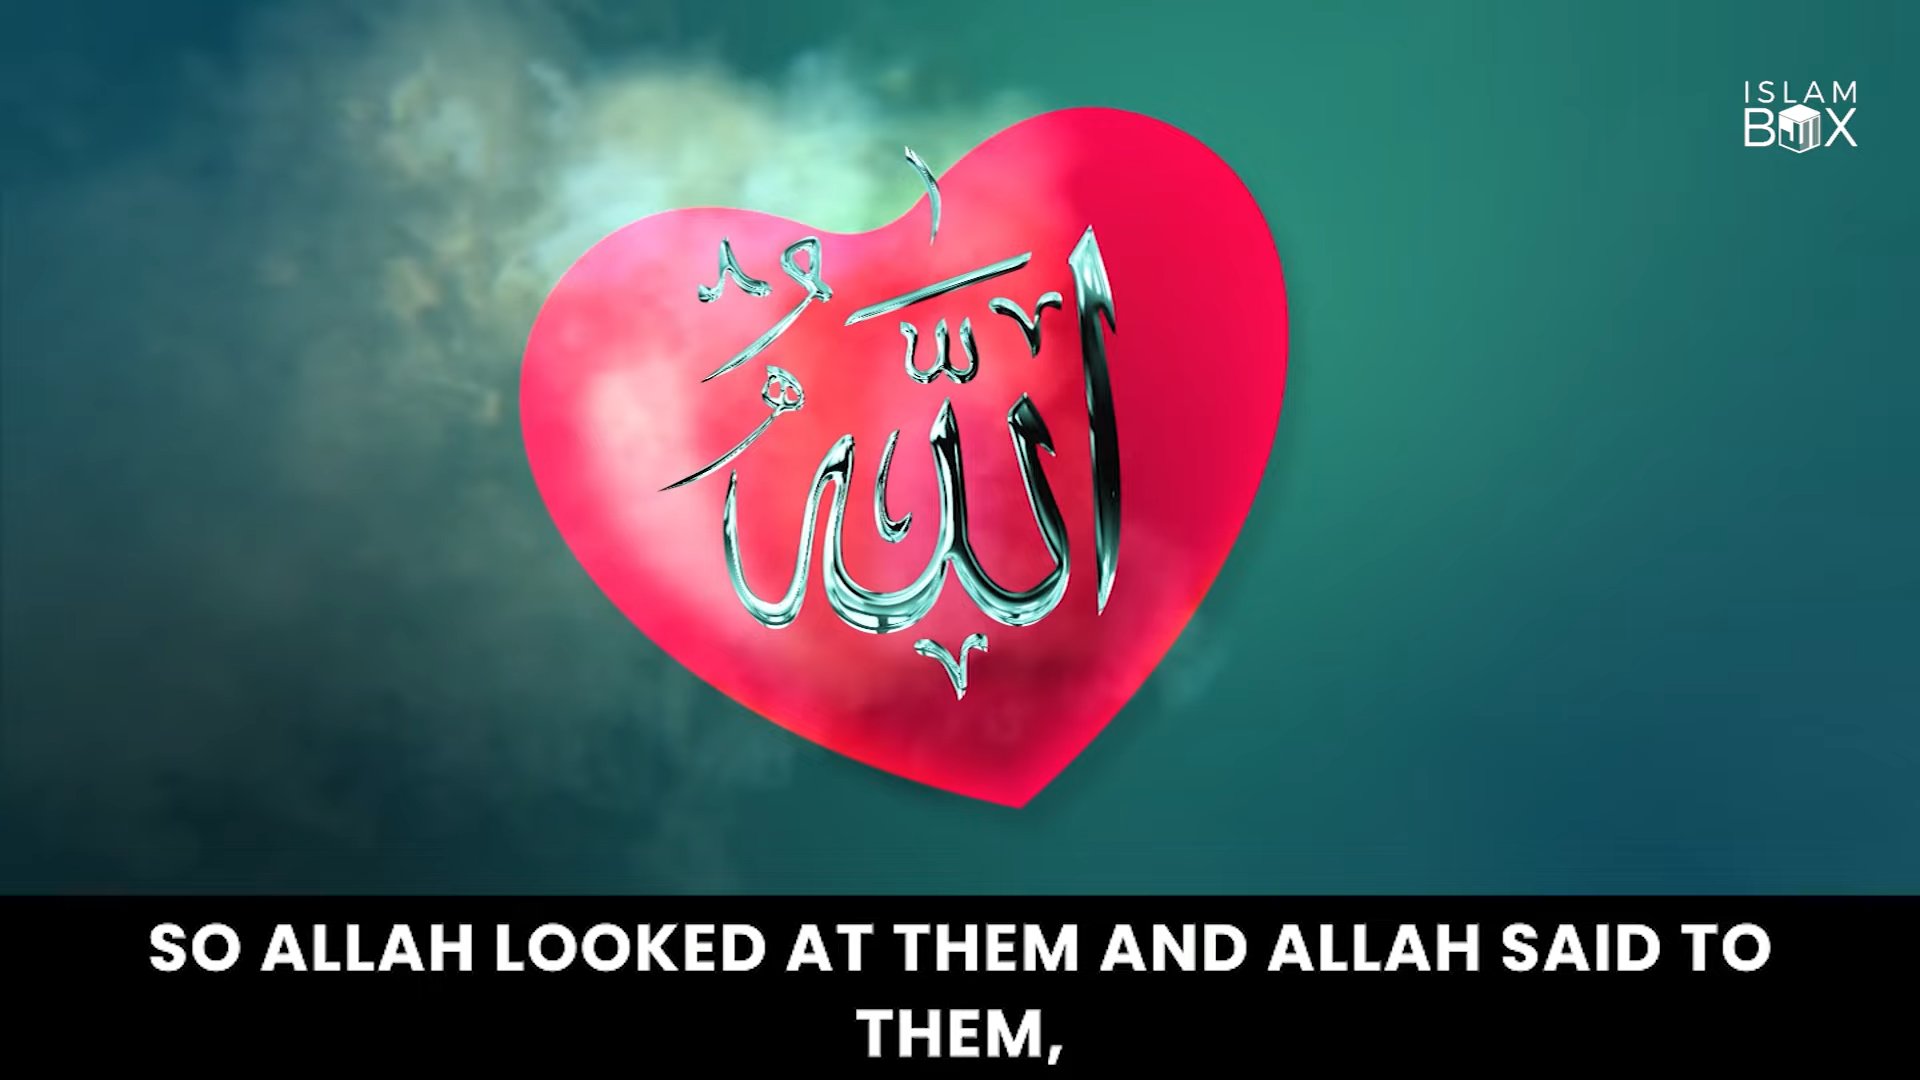 ISLAM
BOX
اللهُ
SO ALLAH LOOKED AT THEM AND ALLAH SAID TO
THEM,